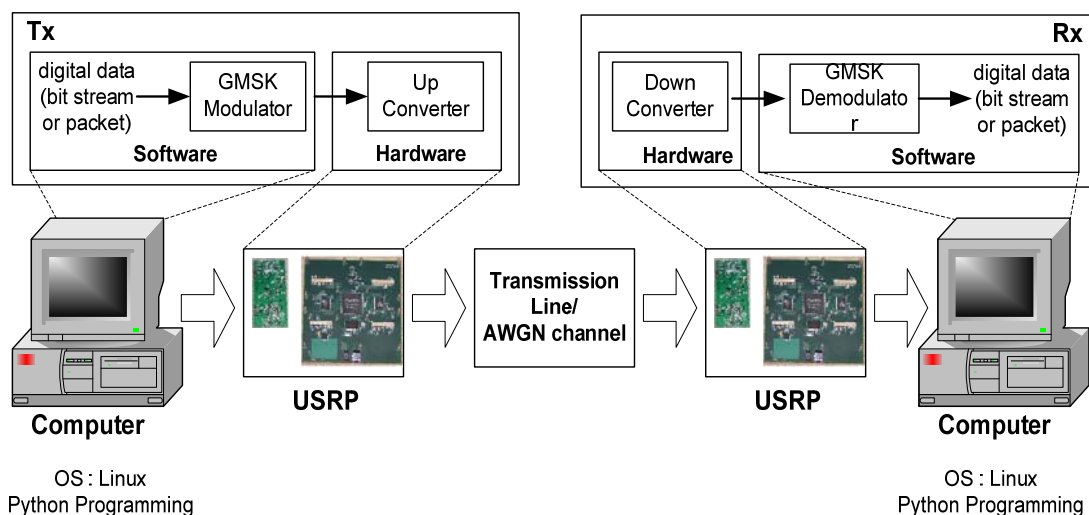 Tx
digital data
(bit stream
or packet)
GMSK
Modulator
Software
Up
Converter
Hardware
Rx
Down
Converter
Hardware
GMSK
Demodulato
r
digital data
(bit stream
or packet)
Software
Computer
OS : Linux
Python Programming
USRP
Transmission
Line/
AWGN channel
USRP
Computer
OS : Linux
Python Programming